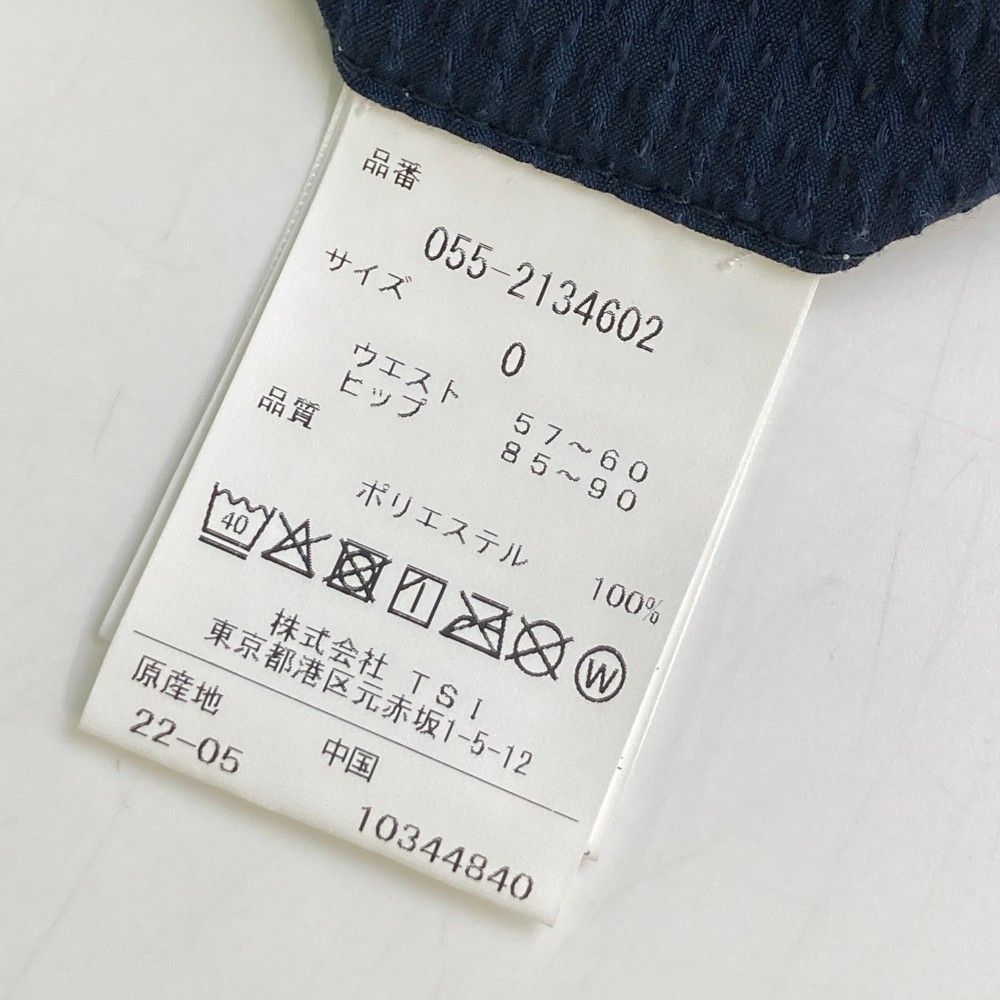 品番
055-2134602
サイズ
0
ウエスト 57~60
ヒップ 85~90
品質
ポリエステル 100%
40
W
株式会社 TSI
東京都港区元赤坂1-5-12
原産地 中国
22-05 10344840